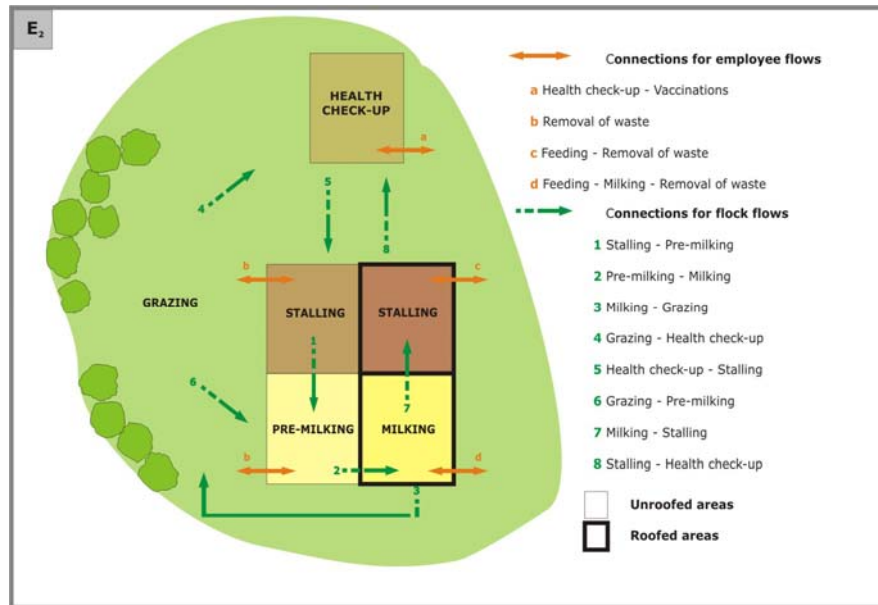 E2
HEALTH
CHECK-UP
a
5
4
8
b
c
GRAZING
STALLING
STALLING
1
7
6
PRE-MILKING
MILKING
b
2
d
3
Connections for employee flows
a Health check-up - Vaccinations
b Removal of waste
c Feeding - Removal of waste
d Feeding - Milking - Removal of waste
Connections for flock flows
1 Stalling - Pre-milking
2 Pre-milking - Milking
3 Milking - Grazing
4 Grazing - Health check-up
5 Health check-up - Stalling
6 Grazing - Pre-milking
7 Milking - Stalling
8 Stalling - Health check-up
Unroofed areas
Roofed areas